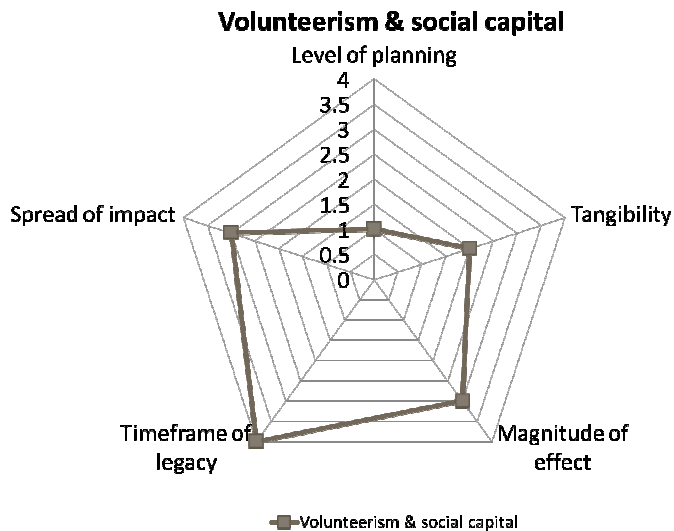 Volunteerism & social capital
Level of planning
4
3.5
3
2.5
2
1.5
1
0.5
0
Spread of impact
Tangibility
Timeframe of
legacy
Magnitude of
effect
Volunteerism & social capital